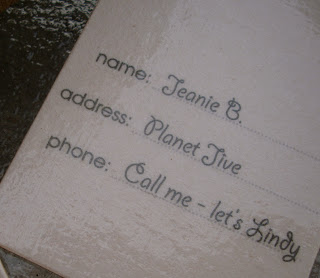 name: Jeanie B.
address: Planet Jive
phone: Call me - let's Lindy